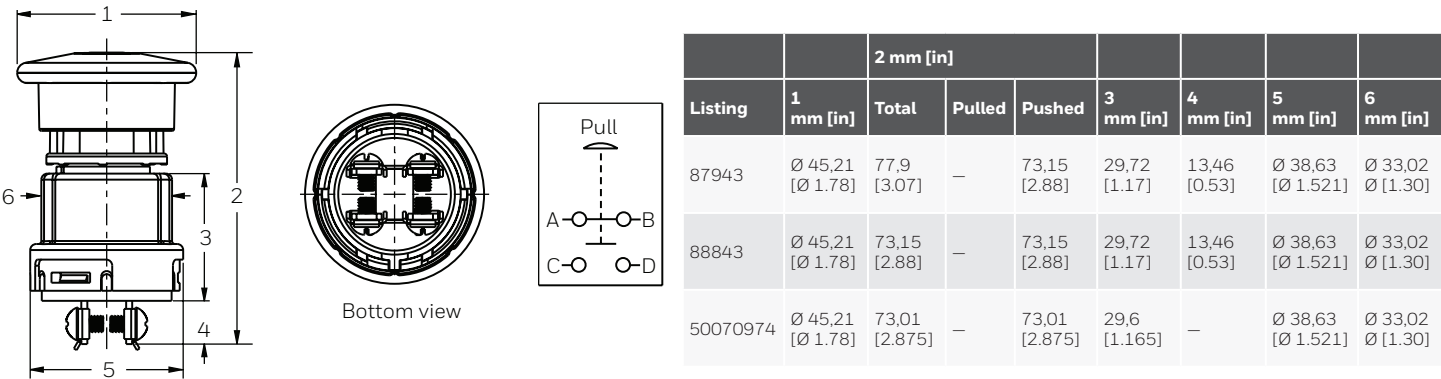 1
2
3
4
5
6
Bottom view
Pull
A
B
C
D
2 mm [in]
Listing 1 mm [in] Total Pulled Pushed 3 mm [in] 4 mm [in] 5 mm [in] 6 mm [in]
87943 Ø 45,21 [Ø 1.78] 77,9 [3.07] — 73,15 [2.88] 29,72 [1.17] 13,46 [0.53] Ø 38,63 [Ø 1.521] Ø 33,02 Ø [1.30]
88843 Ø 45,21 [Ø 1.78] 73,15 [2.88] — 73,15 [2.88] 29,72 [1.17] 13,46 [0.53] Ø 38,63 [Ø 1.521] Ø 33,02 Ø [1.30]
50070974 Ø 45,21 [Ø 1.78] 73,01 [2.875] — 73,01 [2.875] 29,6 [1.165] — Ø 38,63 [Ø 1.521] Ø 33,02 Ø [1.30]